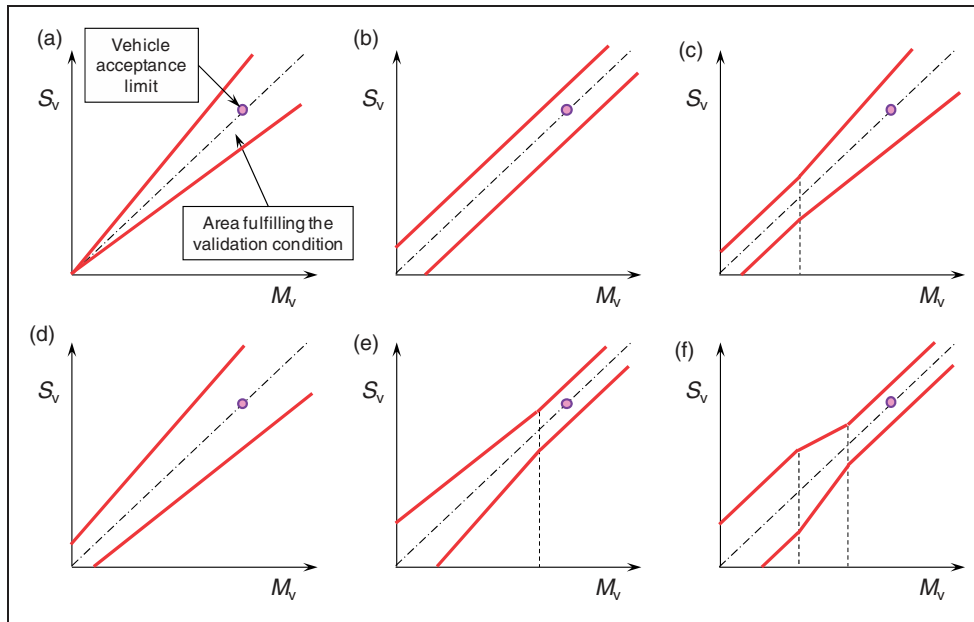 (a)
Vehicle
acceptance
limit
Sv
Area fulfilling the
validation condition
Mv
(b)
Sv
Mv
(c)
Sv
Mv
(d)
Sv
Mv
(e)
Sv
Mv
(f)
Sv
Mv